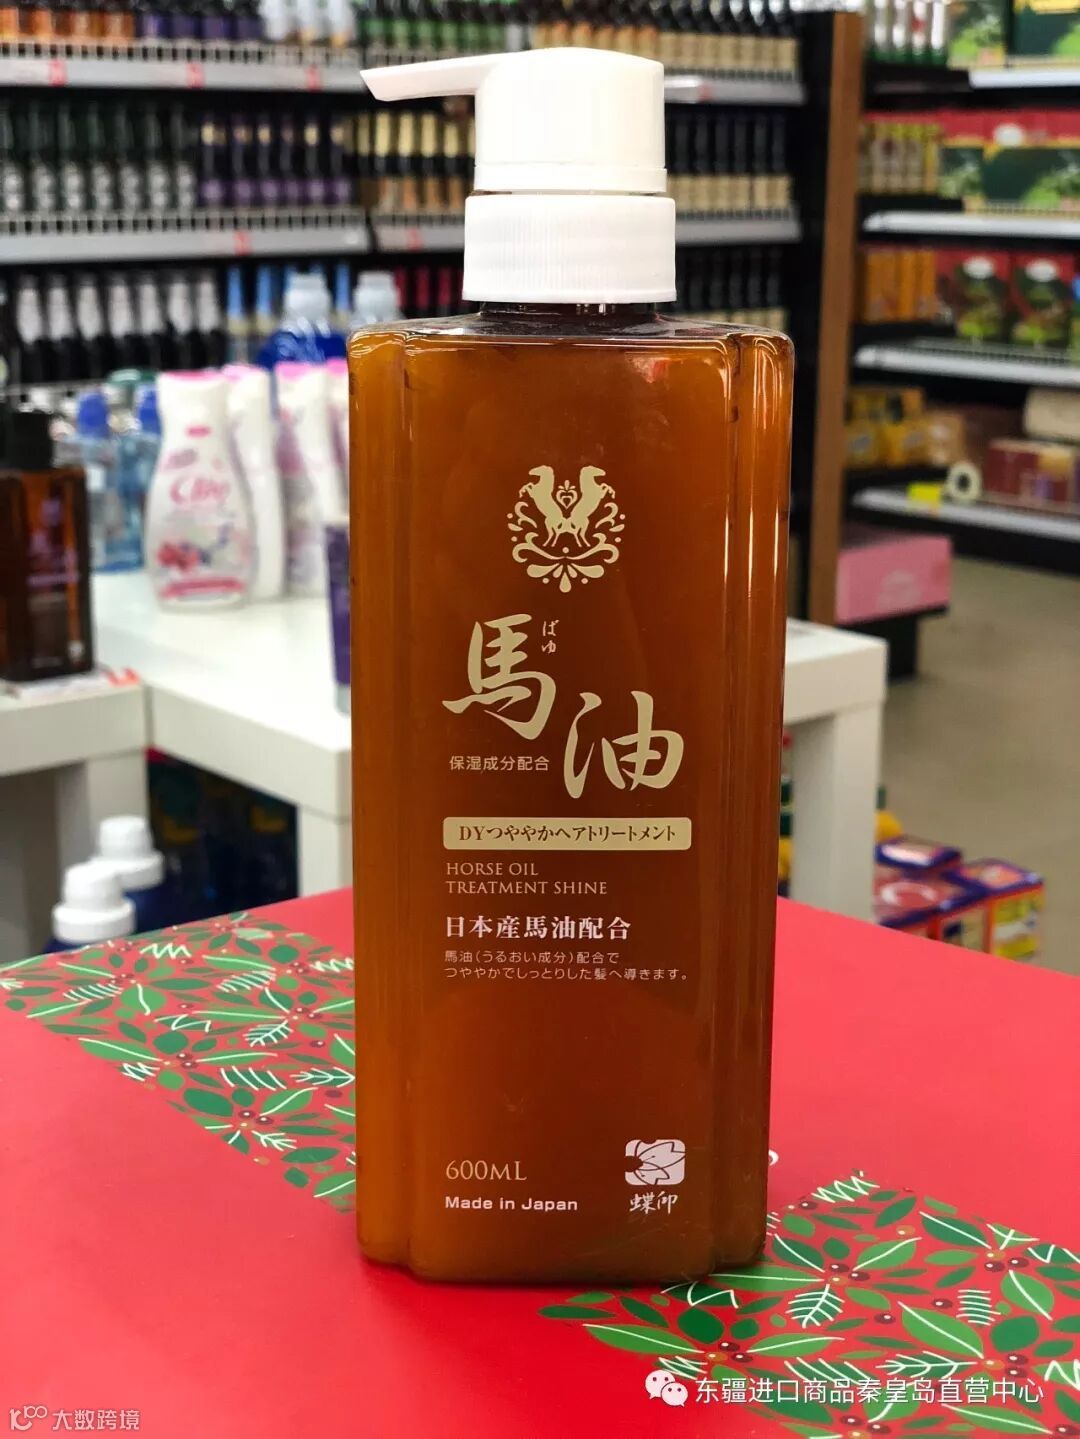 馬油
ばゆ
保湿成分配合
DYつややかヘアトリートメント
HORSE OIL
TREATMENT SHINE
日本産馬油配合
馬油(うるおい成分)配合で
つややかでしっとりした髪へ導きます。
600mL
Made in Japan
蝶印
东疆进口商品秦皇岛直营中心
大数跨境